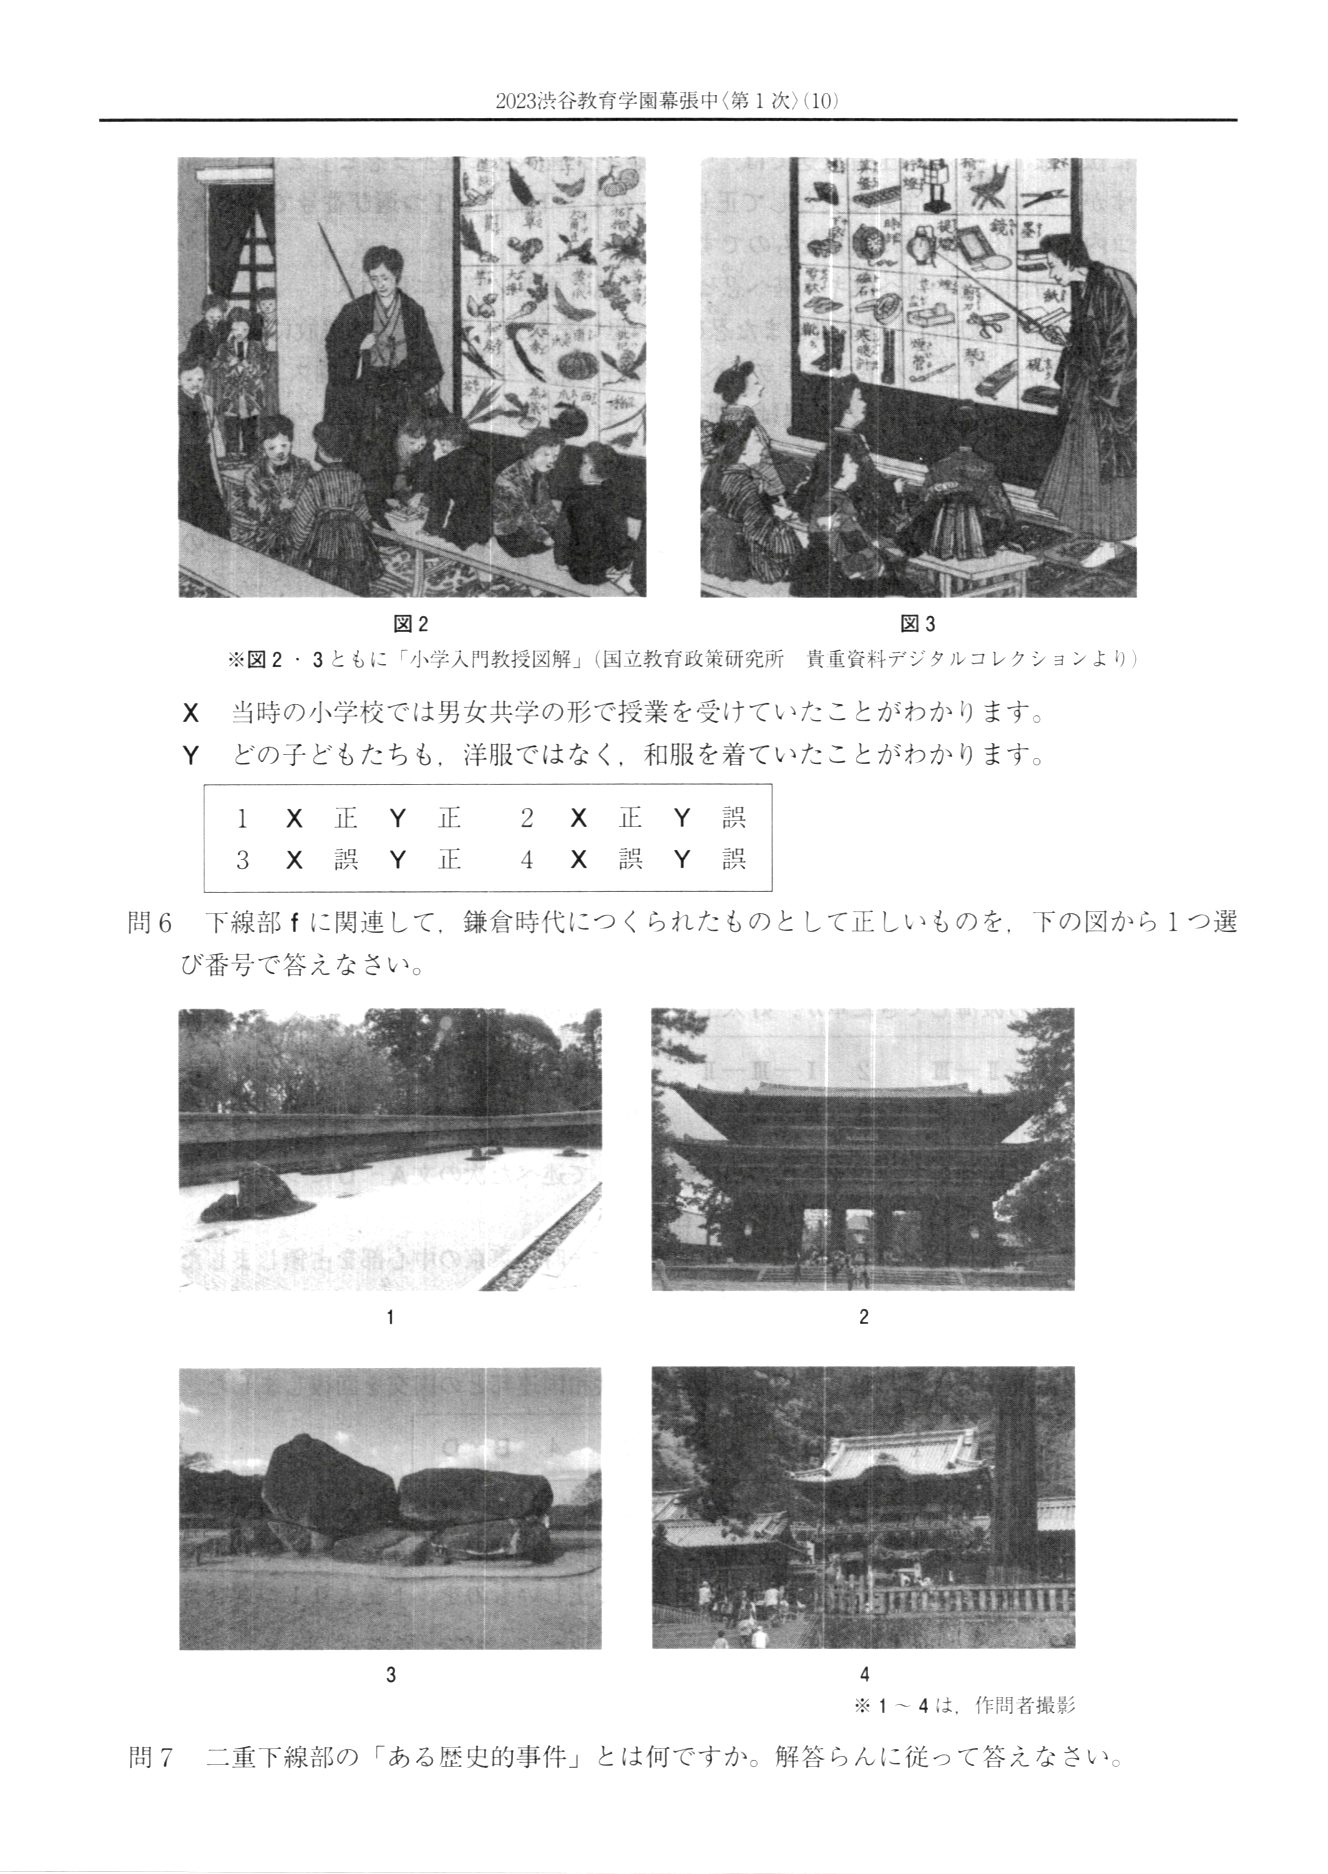 2023渋谷教育学園幕張中〈第1次〉(10)
図2
図3
※図2・3ともに「小学入門教授図解」(国立教育政策研究所　貴重資料デジタルコレクションより)
X　当時の小学校では男女共学の形で授業を受けていたことがわかります。
Y　どの子どもたちも，洋服ではなく，和服を着ていたことがわかります。
1　X　正　Y　正　　2　X　正　Y　誤
3　X　誤　Y　正　　4　X　誤　Y　誤
問6　下線部fに関連して，鎌倉時代につくられたものとして正しいものを，下の図から1つ選
び番号で答えなさい。
1
2
3
4
※1～4は，作問者撮影
問7　二重下線部の「ある歴史的事件」とは何ですか。解答らんに従って答えなさい。